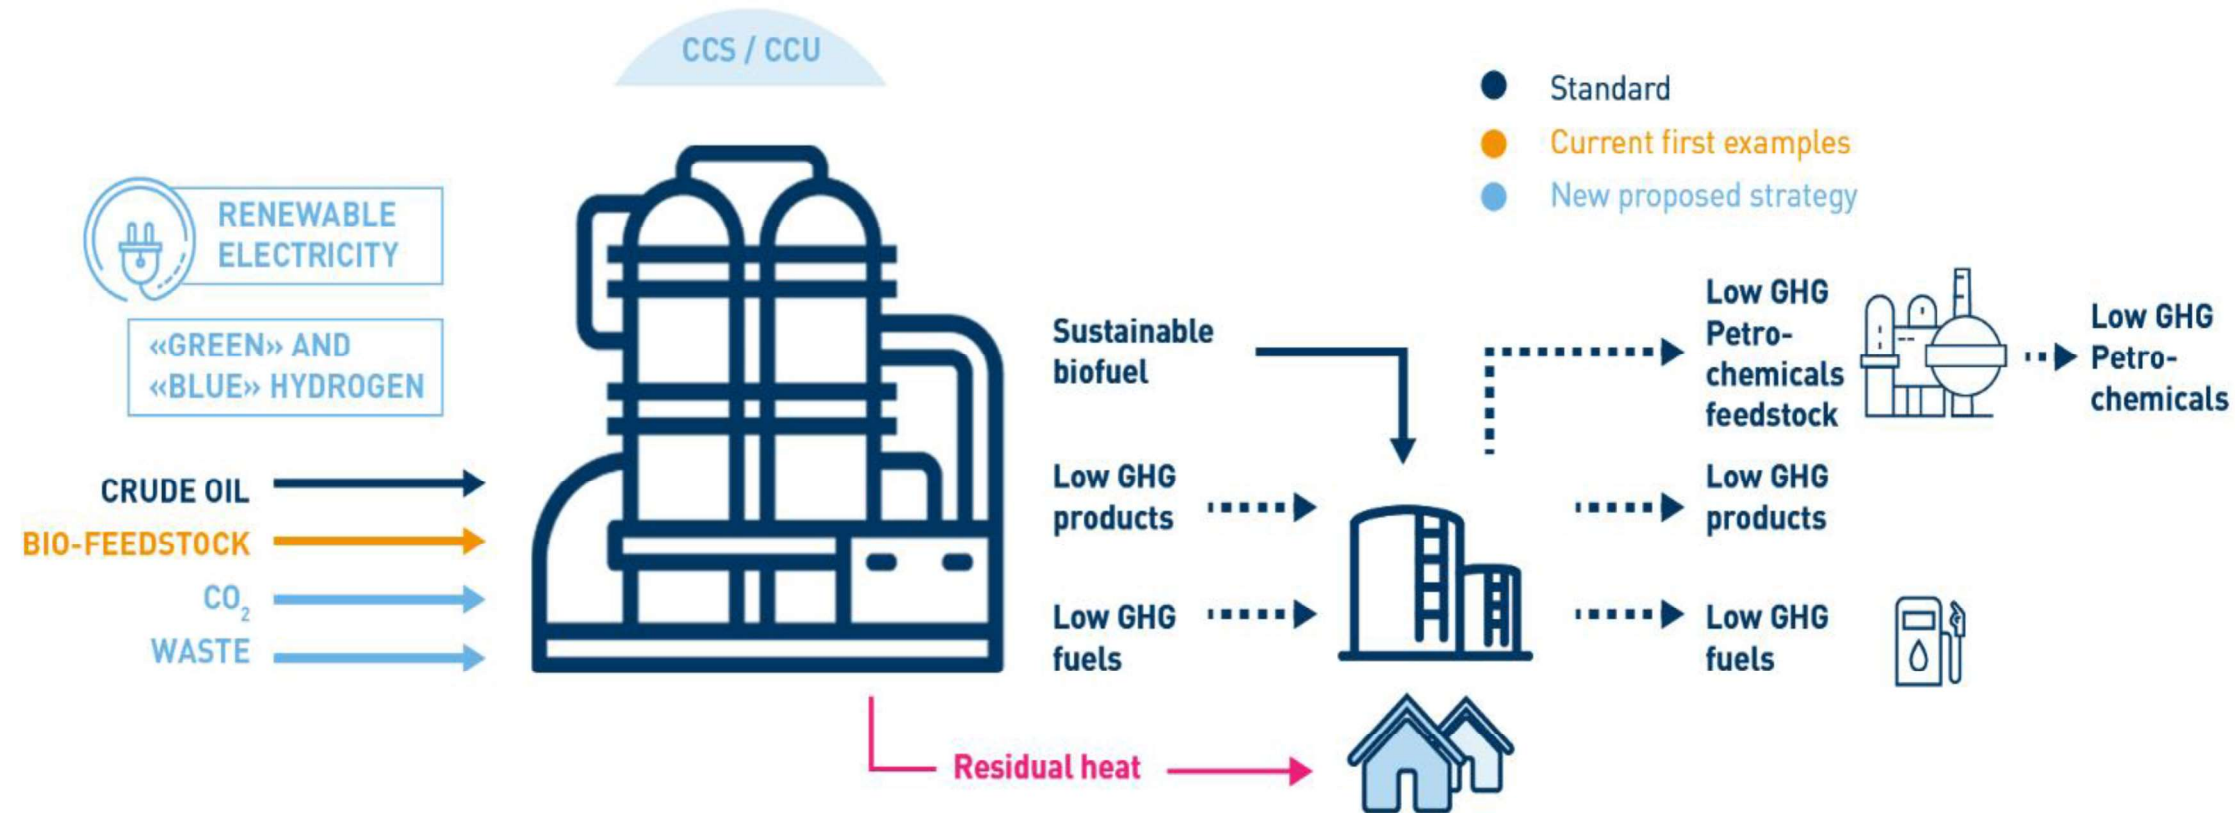 CCS / CCU
Standard
Current first examples
New proposed strategy
RENEWABLE
ELECTRICITY
«GREEN» AND
«BLUE» HYDROGEN
CRUDE OIL
BIO-FEEDSTOCK
CO₂
WASTE
Sustainable
biofuel
Low GHG
products
Low GHG
fuels
Residual heat
Low GHG
Petro-
chemicals
feedstock
Low GHG
Petro-
chemicals
Low GHG
products
Low GHG
fuels